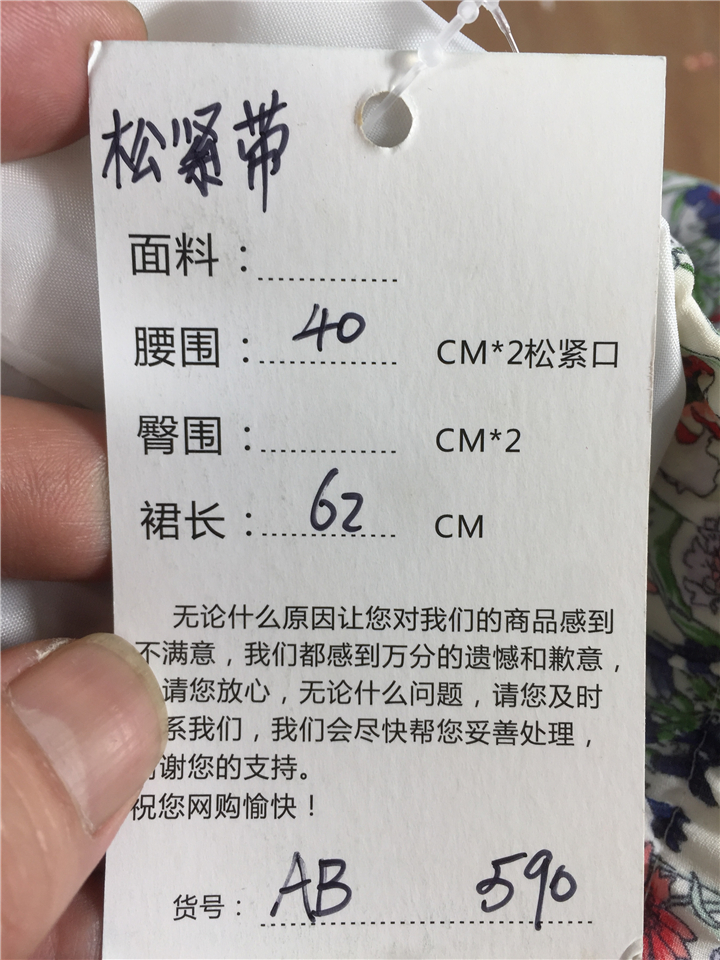 松紧带
面料：
腰围：40 CM*2松紧口
臀围： CM*2
裙长：62 CM
无论什么原因让您对我们的商品感到
不满意，我们都感到万分的遗憾和歉意，
请您放心，无论什么问题，请您及时
系我们，我们会尽快帮您妥善处理，
谢您的支持。
祝您网购愉快！
货号：AB 590